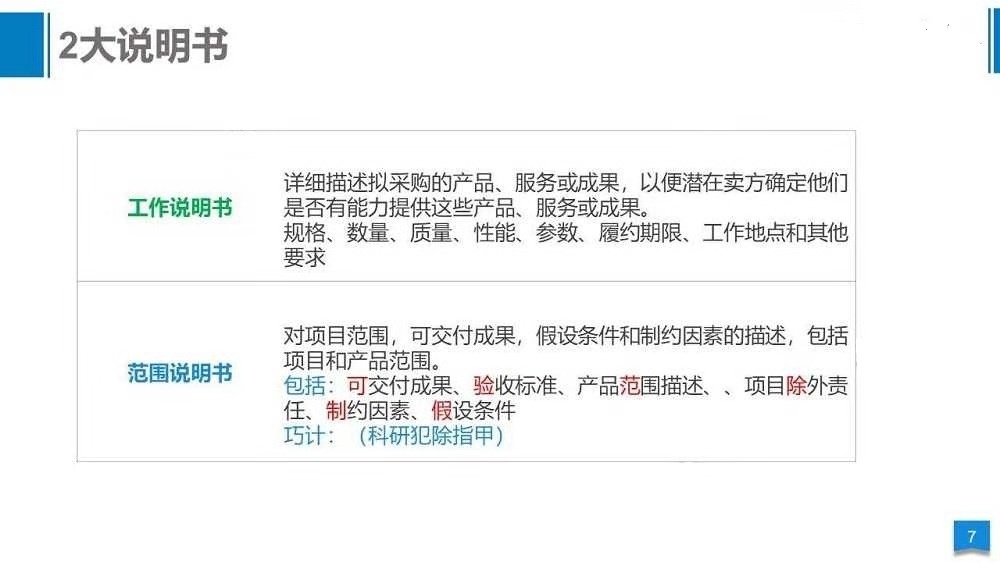 2大说明书
工作说明书
详细描述拟采购的产品、服务或成果，以便潜在卖方确定他们
是否有能力提供这些产品、服务或成果。
规格、数量、质量、性能、参数、履约期限、工作地点和其他
要求
范围说明书
对项目范围，可交付成果，假设条件和制约因素的描述，包括
项目和产品范围。
包括：可交付成果、验收标准、产品范围描述、、项目除外责
任、制约因素、假设条件
巧计：（科研犯除指甲）
7